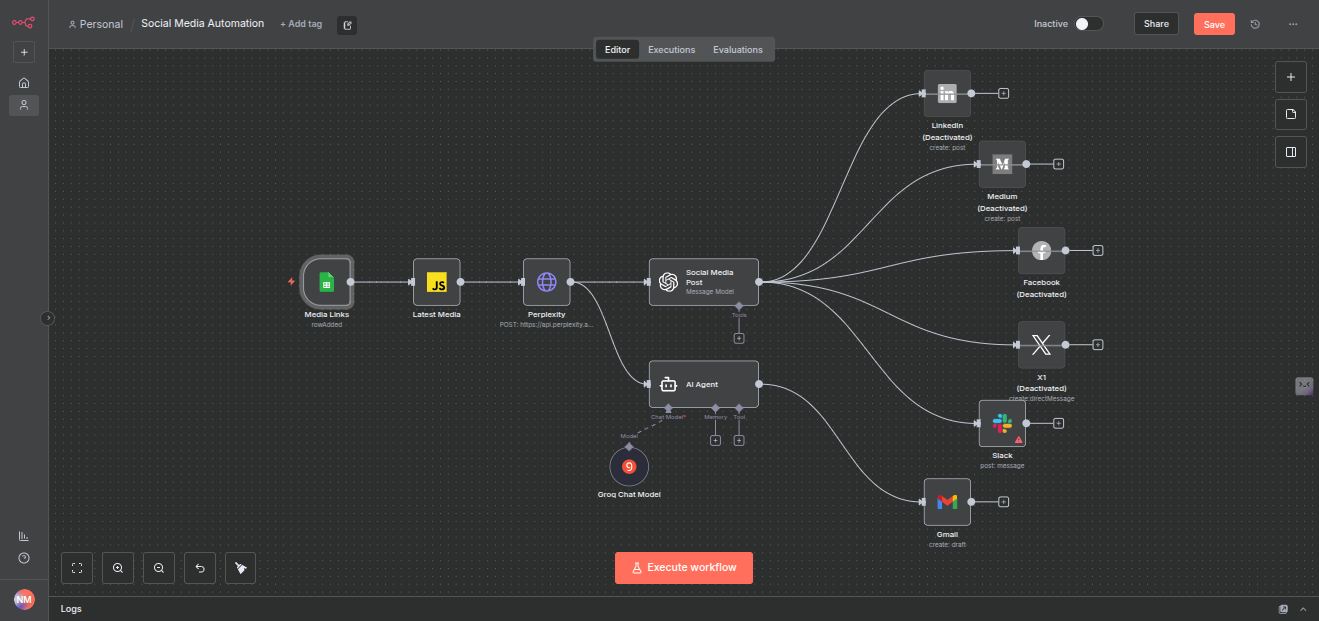 Personal / Social Media Automation + Add tag
Inactive
Share
Save
Editor
Executions
Evaluations
in
LinkedIn
(Deactivated)
create: post
M
Medium
(Deactivated)
create: post
f
Facebook
(Deactivated)
X1
(Deactivated)
create:directMessage
Slack
post: message
Gmail
create: draft
Media Links
rowAdded
JS
Latest Media
Perplexity
POST: https://api.perplexity.a...
Social Media
Post
Message Model
Tools
AI Agent
Chat Model*
Memory
Tool
Model
Groq Chat Model
Execute workflow
NM
Logs